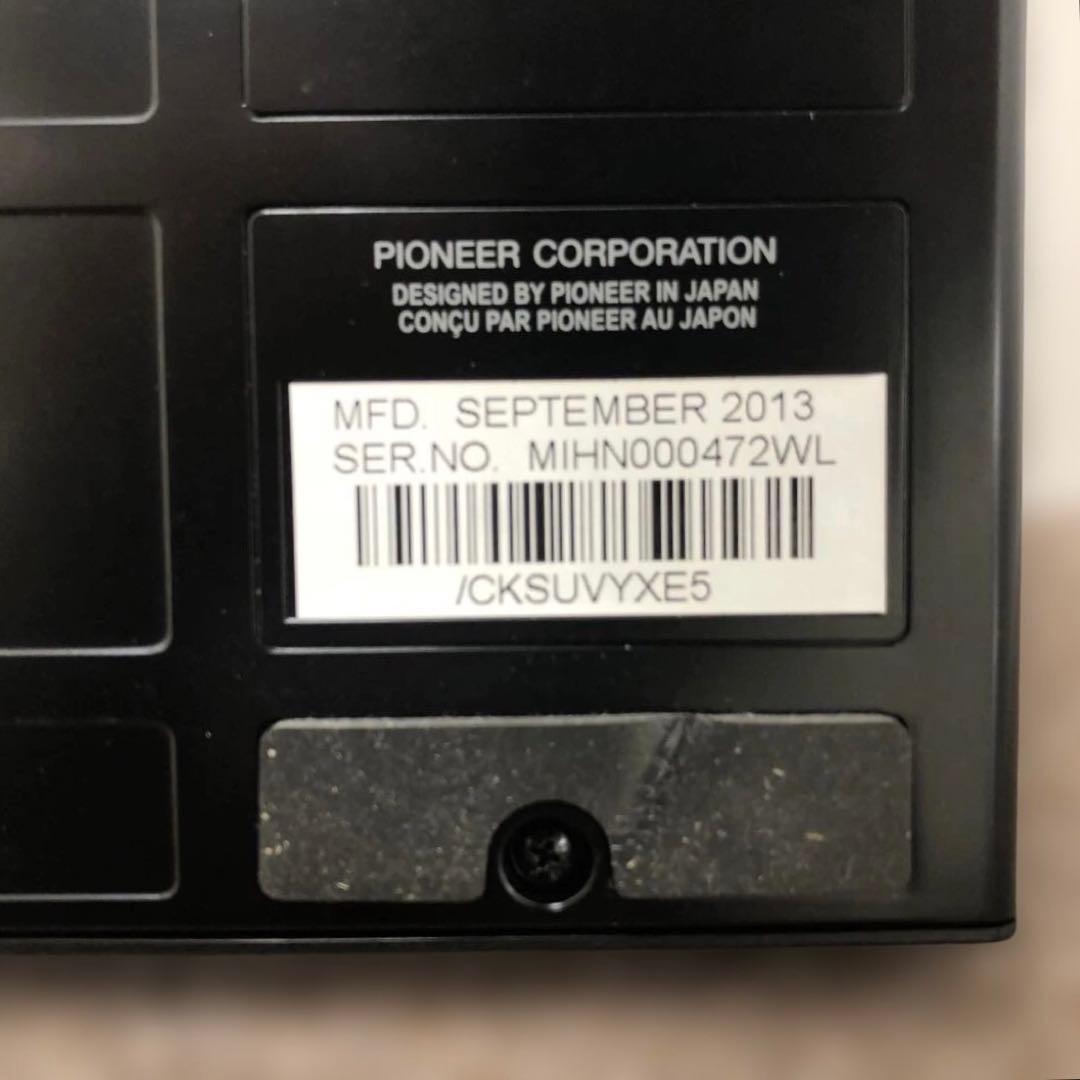 PIONEER CORPORATION
DESIGNED BY PIONEER IN JAPAN
CONÇU PAR PIONEER AU JAPON
MFD. SEPTEMBER 2013
SER.NO. MIHN000472WL
/CKSUVYXE5